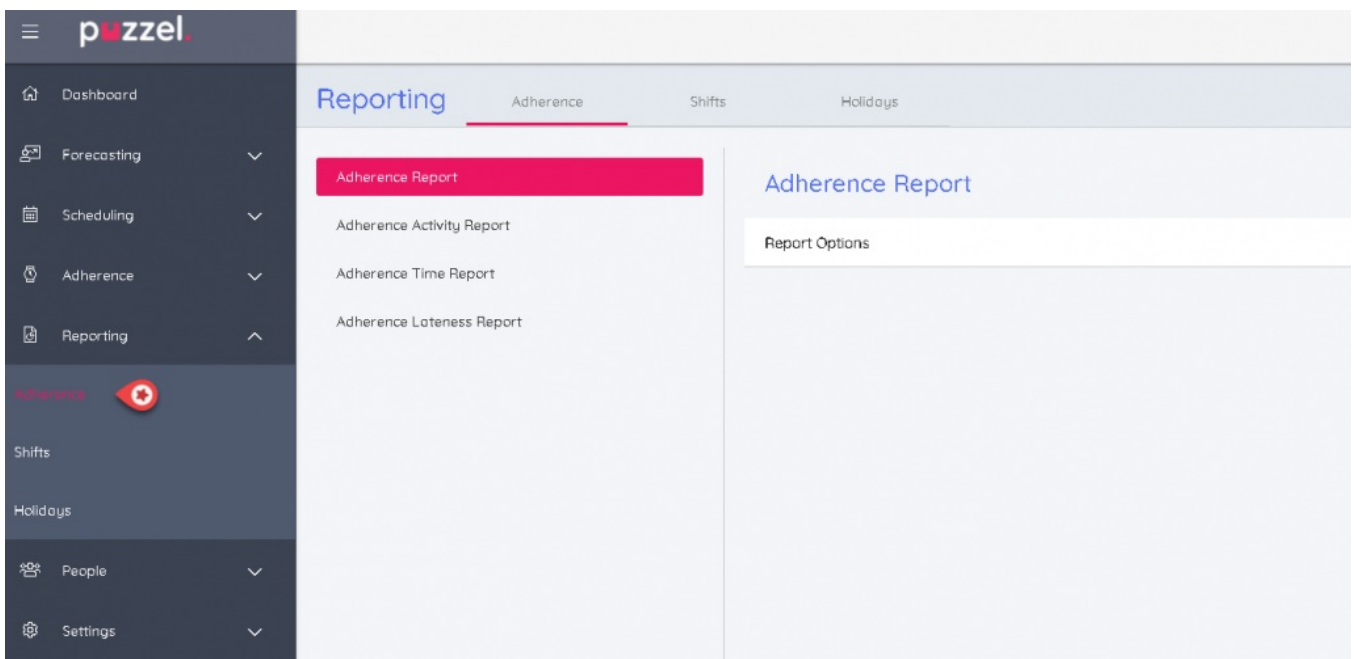 puzzel.
Dashboard
Forecasting
Scheduling
Adherence
Reporting
Adherence
Shifts
Holidays
People
Settings
Reporting
Adherence
Shifts
Holidays
Adherence Report
Adherence Activity Report
Adherence Time Report
Adherence Lateness Report
Adherence Report
Report Options